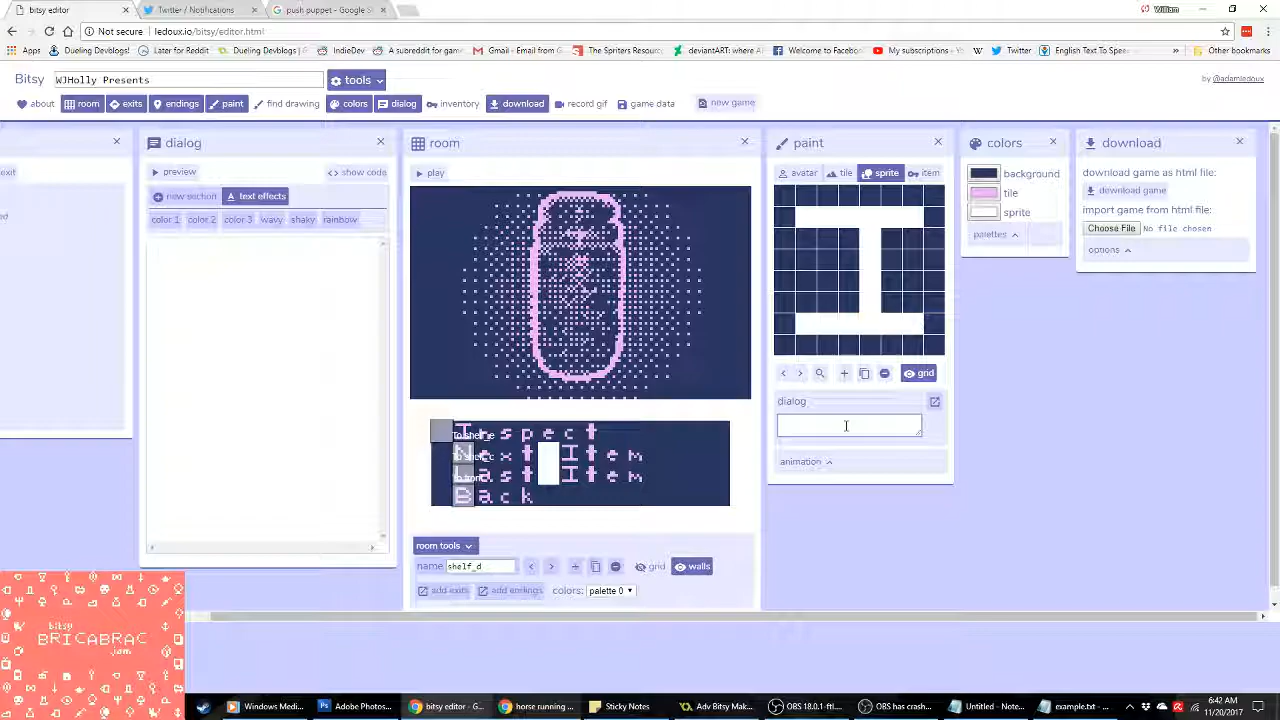 bitsy editor
Twitter / Notifications
push puppet - Google S
William
Not secure | ledoux.io/bitsy/editor.html
Apps
Dueling Devblogs
Later for Reddit
Dueling Devblogs
IndieDev
A subreddit for gam
Gmail - Email from G
The Spriters Resourc
deviantART: where A
Welcome to Faceboo
My subscriptions - Y
Twitter
English Text To Spee
Other bookmarks
Bitsy
WJHolly Presents
tools
by @adamledoux
about
room
exits
endings
paint
find drawing
colors
dialog
inventory
download
record gif
game data
new game
dialog
room
paint
colors
download
preview
show code
play
avatar
tile
sprite
item
background
tile
sprite
palettes
download game as html file:
download game
import game from html file:
Choose File
No file chosen
options
new section
text effects
color 1
color 2
color 3
wavy
shaky
rainbow
Inspect
Next Item
Last Item
Back
grid
dialog
animation
room tools
name
shelf_d
grid
walls
add exits
add endings
colors:
palette 0
bitsy
BRICABRAC
jam
Windows Medi...
Adobe Photos...
bitsy editor - G...
horse running ...
Sticky Notes
Adv Bitsy Mak...
OBS 18.0.1-ft1...
OBS has crash...
Untitled - Note...
example.txt - ...
6:42 AM
11/20/2017